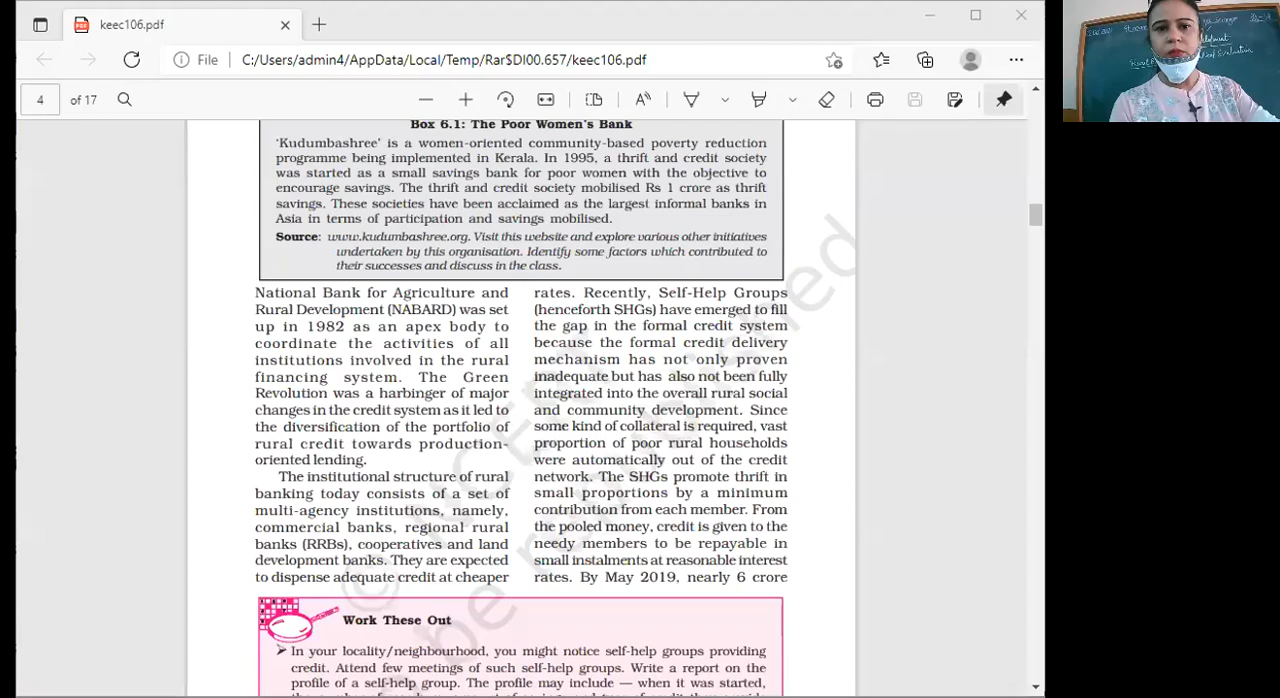 keec106.pdf
File
C:/Users/admin4/AppData/Local/Temp/Rar$DI00.657/keec106.pdf
4 of 17
Box 6.1: The Poor Women's Bank
'Kudumbashree' is a women-oriented community-based poverty reduction
programme being implemented in Kerala. In 1995, a thrift and credit society
was started as a small savings bank for poor women with the objective to
encourage savings. The thrift and credit society mobilised Rs 1 crore as thrift
savings. These societies have been acclaimed as the largest informal banks in
Asia in terms of participation and savings mobilised.
Source: www.kudumbashree.org. Visit this website and explore various other initiatives
undertaken by this organisation. Identify some factors which contributed to
their successes and discuss in the class.
National Bank for Agriculture and
Rural Development (NABARD) was set
up in 1982 as an apex body to
coordinate the activities of all
institutions involved in the rural
financing system. The Green
Revolution was a harbinger of major
changes in the credit system as it led to
the diversification of the portfolio of
rural credit towards production-
oriented lending.
The institutional structure of rural
banking today consists of a set of
multi-agency institutions, namely,
commercial banks, regional rural
banks (RRBs), cooperatives and land
development banks. They are expected
to dispense adequate credit at cheaper
rates. Recently, Self-Help Groups
(henceforth SHGs) have emerged to fill
the gap in the formal credit system
because the formal credit delivery
mechanism has not only proven
inadequate but has also not been fully
integrated into the overall rural social
and community development. Since
some kind of collateral is required, vast
proportion of poor rural households
were automatically out of the credit
network. The SHGs promote thrift in
small proportions by a minimum
contribution from each member. From
the pooled money, credit is given to the
needy members to be repayable in
small instalments at reasonable interest
rates. By May 2019, nearly 6 crore
Work These Out
➤ In your locality/neighbourhood, you might notice self-help groups providing
credit. Attend few meetings of such self-help groups. Write a report on the
profile of a self-help group. The profile may include — when it was started,
© NCERT
be republished